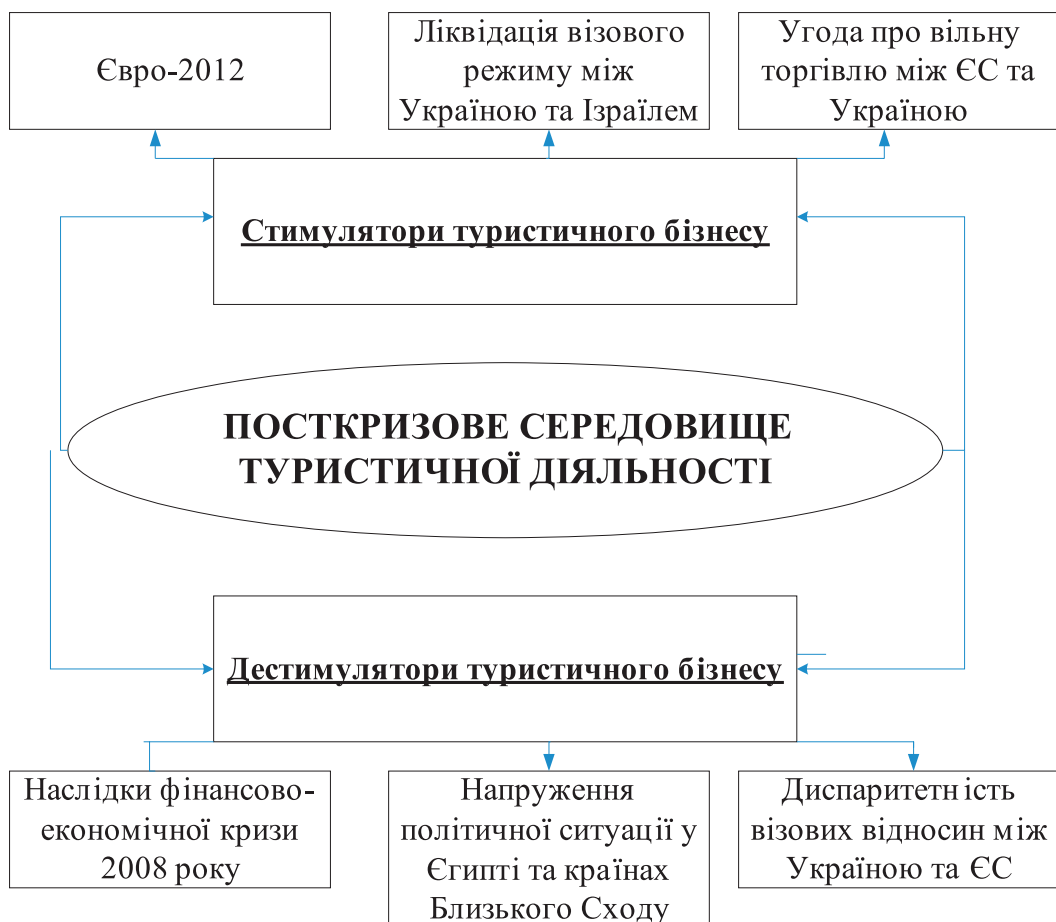 Євро-2012
Ліквідація візового
режиму між
Україною та Ізраїлем
Угода про вільну
торгівлю між ЄС та
Україною
Стимулятори туристичного бізнесу
ПОСТКРИЗОВЕ СЕРЕДОВИЩЕ
ТУРИСТИЧНОЇ ДІЯЛЬНОСТІ
Дестимулятори туристичного бізнесу
Наслідки фінансово-
економічної кризи
2008 року
Напруження
політичної ситуації у
Єгипті та країнах
Близького Сходу
Диспаритетність
візових відносин між
Україною та ЄС